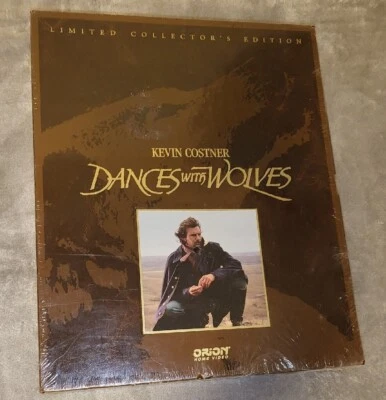 LIMITED COLLECTOR'S EDITION
KEVIN COSTNER
DANCES with WOLVES
ORION
HOME VIDEO